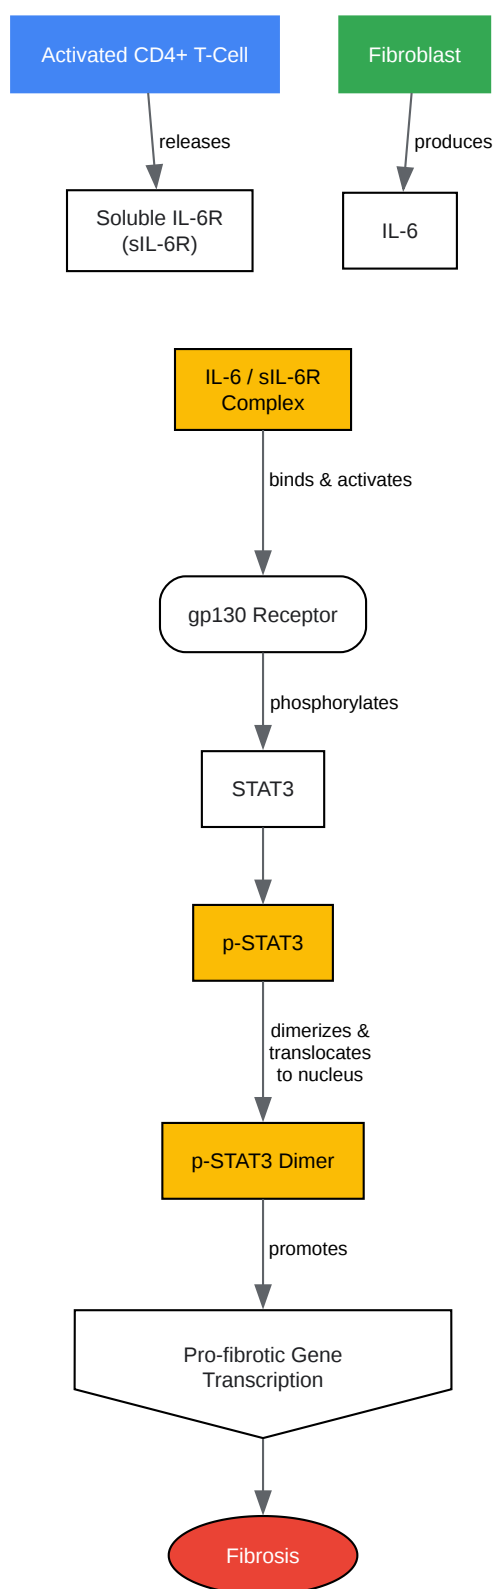 Activated CD4+ T-Cell
Fibroblast
releases
produces
Soluble IL-6R
(sIL-6R)
IL-6
IL-6 / sIL-6R
Complex
binds & activates
gp130 Receptor
phosphorylates
STAT3
p-STAT3
dimerizes &
translocates
to nucleus
p-STAT3 Dimer
promotes
Pro-fibrotic Gene
Transcription
Fibrosis